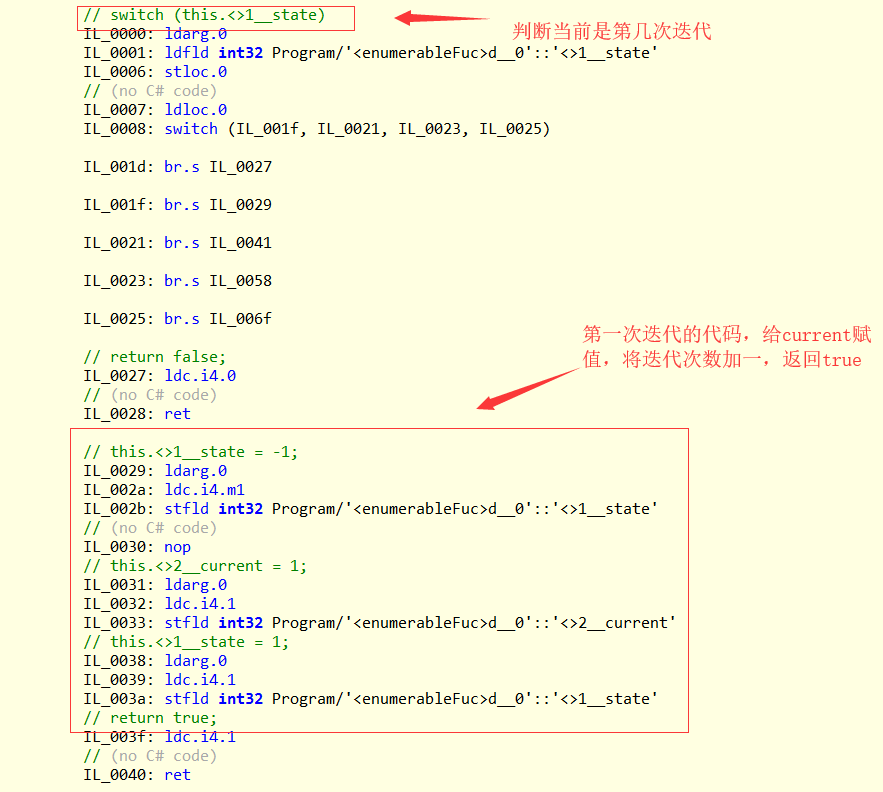 // switch (this.<>1__state)
IL_0000: ldarg.0
判断当前是第几次迭代
IL_0001: ldfld int32 Program/'<enumerableFuc>d__0'::'<>1__state'
IL_0006: stloc.0
// (no C# code)
IL_0007: ldloc.0
IL_0008: switch (IL_001f, IL_0021, IL_0023, IL_0025)
IL_001d: br.s IL_0027
IL_001f: br.s IL_0029
IL_0021: br.s IL_0041
IL_0023: br.s IL_0058
IL_0025: br.s IL_006f
第一次迭代的代码，给current赋
值，将迭代次数加一，返回true
// return false;
IL_0027: ldc.i4.0
// (no C# code)
IL_0028: ret
// this.<>1__state = -1;
IL_0029: ldarg.0
IL_002a: ldc.i4.m1
IL_002b: stfld int32 Program/'<enumerableFuc>d__0'::'<>1__state'
// (no C# code)
IL_0030: nop
// this.<>2__current = 1;
IL_0031: ldarg.0
IL_0032: ldc.i4.1
IL_0033: stfld int32 Program/'<enumerableFuc>d__0'::'<>2__current'
// this.<>1__state = 1;
IL_0038: ldarg.0
IL_0039: ldc.i4.1
IL_003a: stfld int32 Program/'<enumerableFuc>d__0'::'<>1__state'
// return true;
IL_003f: ldc.i4.1
// (no C# code)
IL_0040: ret